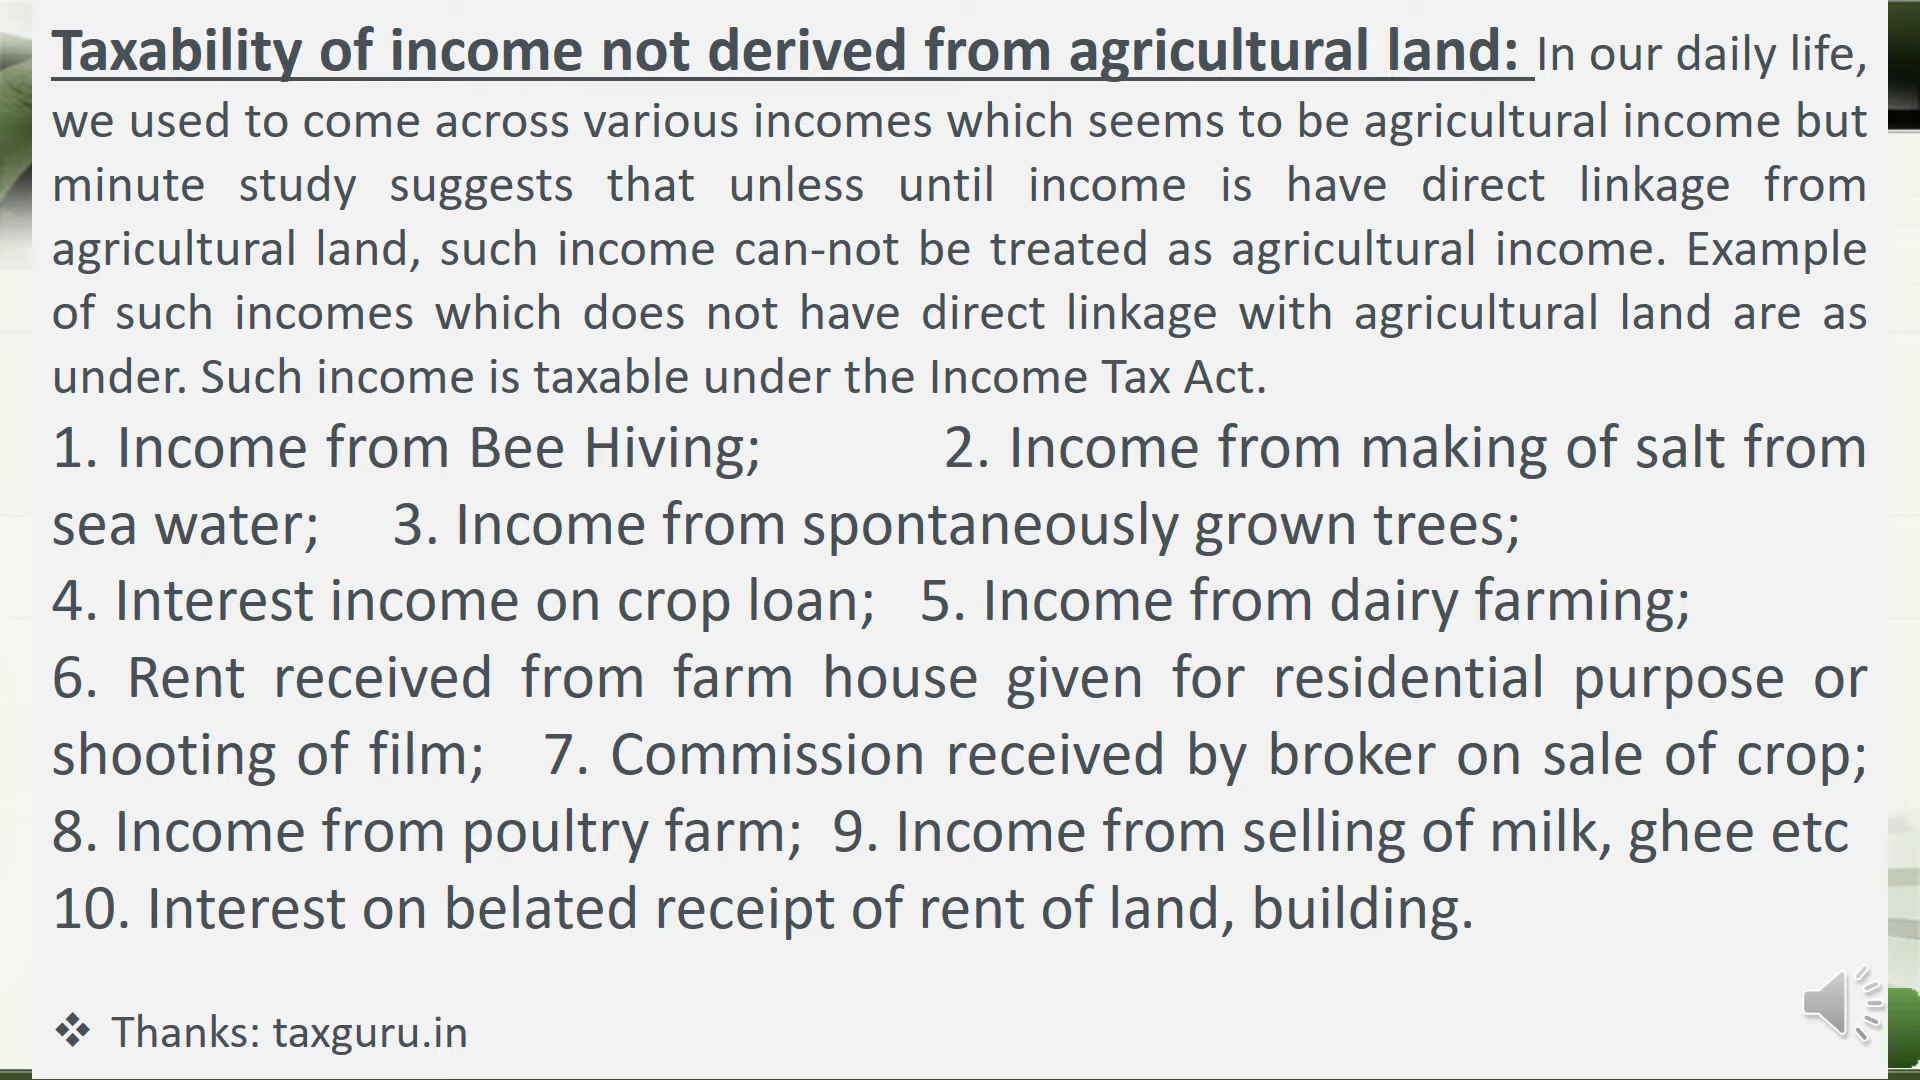 Taxability of income not derived from agricultural land: In our daily life,
we used to come across various incomes which seems to be agricultural income but
minute study suggests that unless until income is have direct linkage from
agricultural land, such income can-not be treated as agricultural income. Example
of such incomes which does not have direct linkage with agricultural land are as
under. Such income is taxable under the Income Tax Act.
1. Income from Bee Hiving; 2. Income from making of salt from
sea water; 3. Income from spontaneously grown trees;
4. Interest income on crop loan; 5. Income from dairy farming;
6. Rent received from farm house given for residential purpose or
shooting of film; 7. Commission received by broker on sale of crop;
8. Income from poultry farm; 9. Income from selling of milk, ghee etc
10. Interest on belated receipt of rent of land, building.
❖ Thanks: taxguru.in